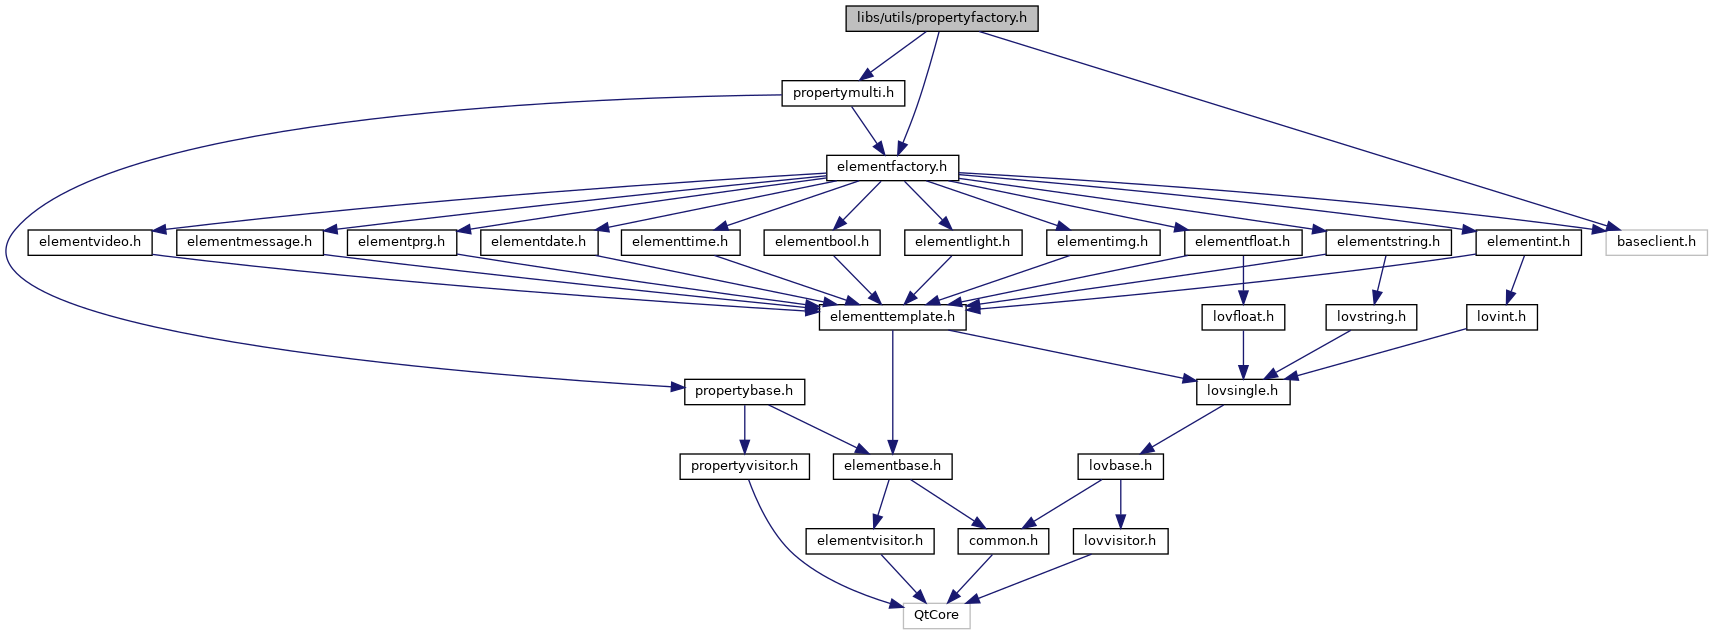 libs/utils/propertyfactory.h
propertymulti.h
elementfactory.h
elementvideo.h
elementmessage.h
elementprg.h
elementdate.h
elementtime.h
elementbool.h
elementlight.h
elementimg.h
elementfloat.h
elementstring.h
elementint.h
baseclient.h
elementtemplate.h
lovfloat.h
lovstring.h
lovint.h
propertybase.h
lovsingle.h
propertyvisitor.h
elementbase.h
lovbase.h
elementvisitor.h
common.h
lovvisitor.h
QtCore